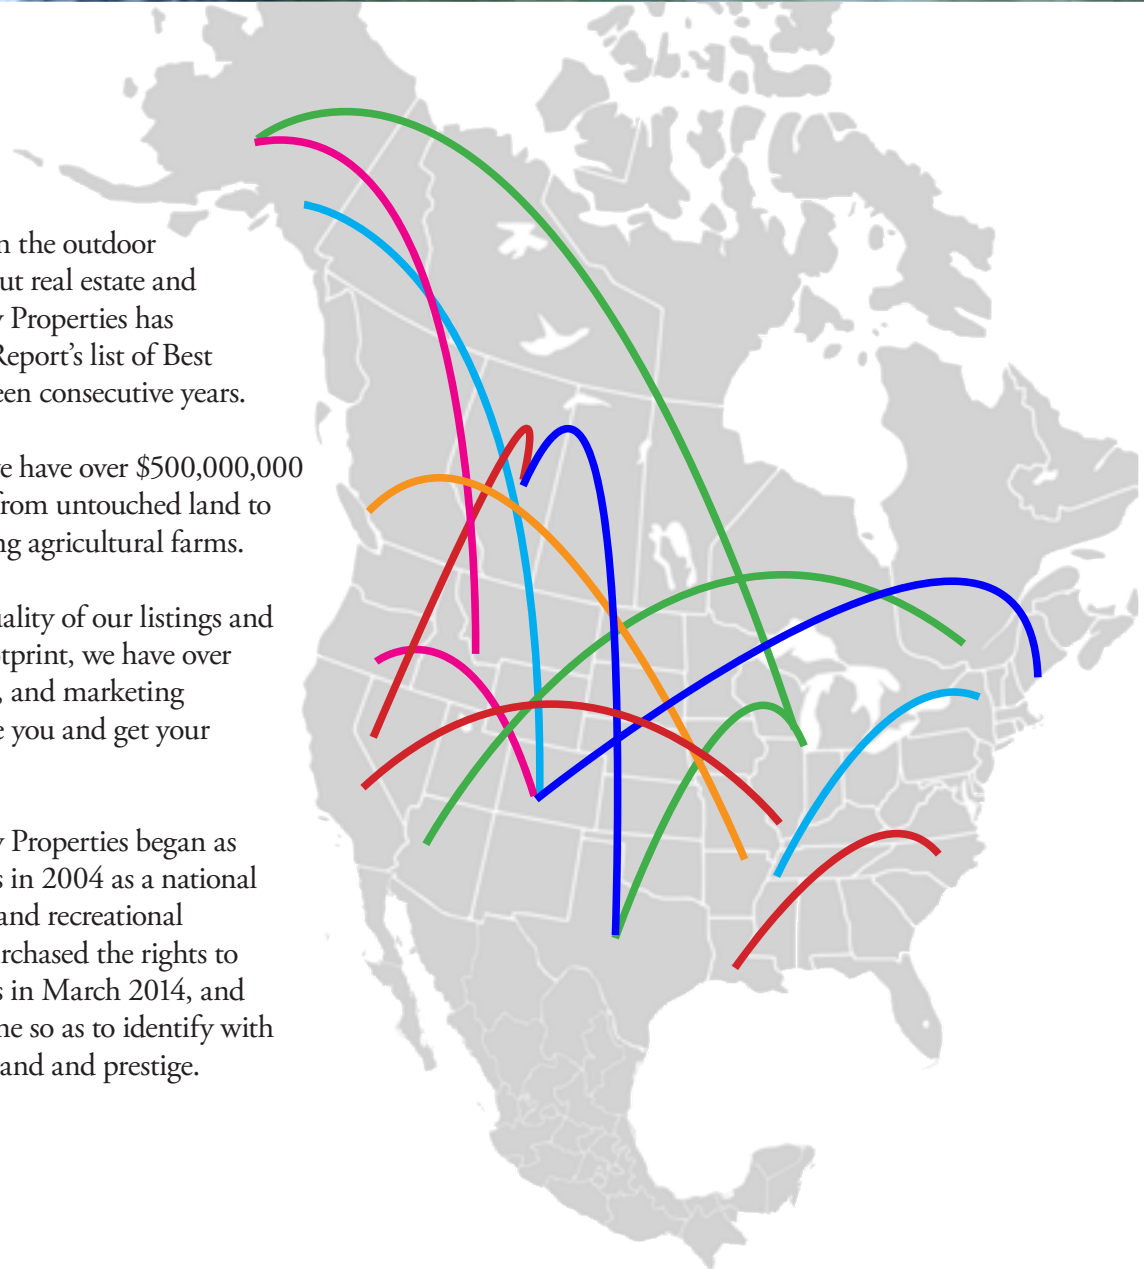 n the outdoor
ut real estate and
Properties has
Report’s list of Best
een consecutive years.
e have over $500,000,000
from untouched land to
ng agricultural farms.
uality of our listings and
otprint, we have over
, and marketing
e you and get your
Properties began as
s in 2004 as a national
and recreational
rchased the rights to
s in March 2014, and
ne so as to identify with
and and prestige.